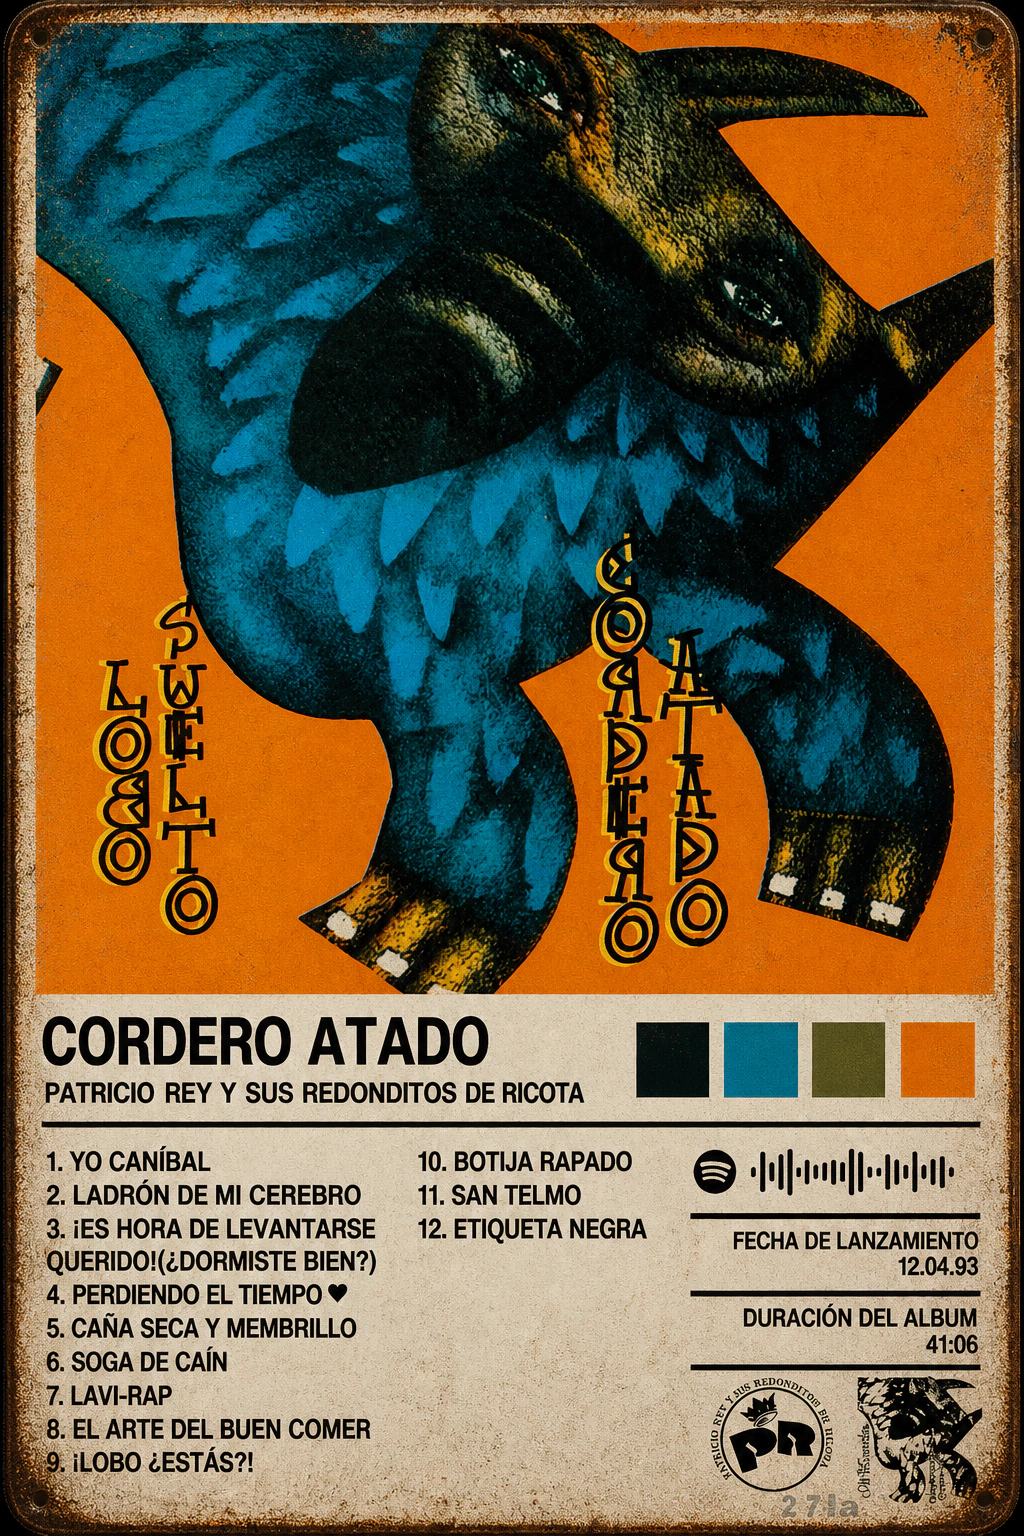 LOBO
SUELTO
CORDERO
ATADO
CORDERO ATADO
PATRICIO REY Y SUS REDONDITOS DE RICOTA
1. YO CANÍBAL
2. LADRÓN DE MI CEREBRO
3. ¡ES HORA DE LEVANTARSE
QUERIDO!(¿DORMISTE BIEN?)
4. PERDIENDO EL TIEMPO ♥
5. CAÑA SECA Y MEMBRILLO
6. SOGA DE CAÍN
7. LAVI-RAP
8. EL ARTE DEL BUEN COMER
9. ¡LOBO ¿ESTÁS?!
10. BOTIJA RAPADO
11. SAN TELMO
12. ETIQUETA NEGRA
FECHA DE LANZAMIENTO
12.04.93
DURACIÓN DEL ALBUM
41:06
PATRICIO REY Y SUS REDONDITOS DE RICOTA
PR
27la